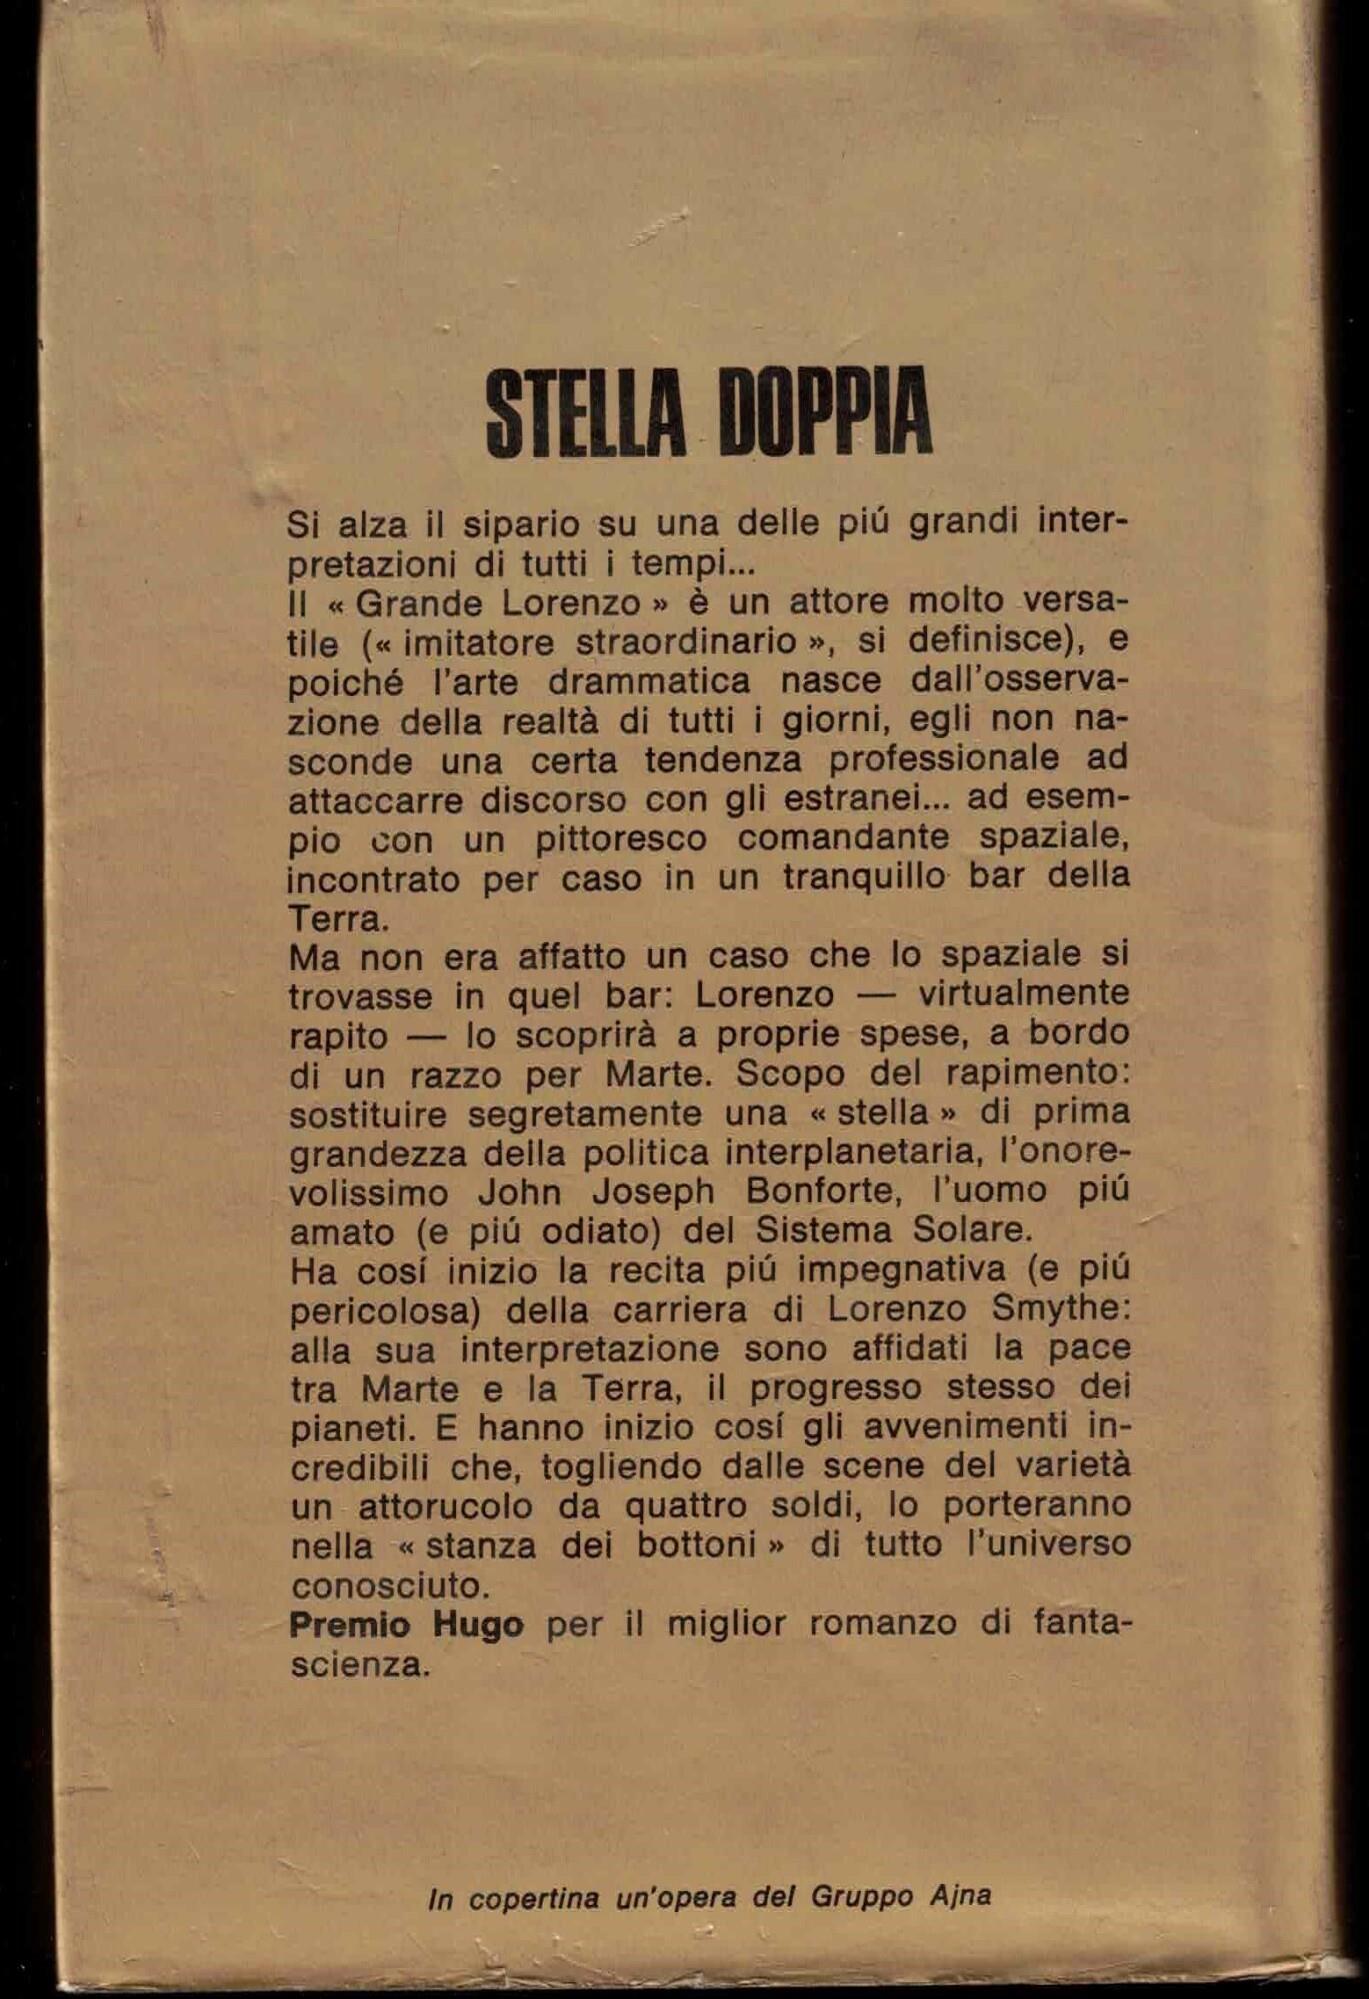 STELLA DOPPIA
Si alza il sipario su una delle piú grandi inter-
pretazioni di tutti i tempi...
Il « Grande Lorenzo » è un attore molto versa-
tile (« imitatore straordinario », si definisce), e
poiché l'arte drammatica nasce dall'osserva-
zione della realtà di tutti i giorni, egli non na-
sconde una certa tendenza professionale ad
attaccarre discorso con gli estranei... ad esem-
pio con un pittoresco comandante spaziale,
incontrato per caso in un tranquillo bar della
Terra.
Ma non era affatto un caso che lo spaziale si
trovasse in quel bar: Lorenzo — virtualmente
rapito — lo scoprirà a proprie spese, a bordo
di un razzo per Marte. Scopo del rapimento:
sostituire segretamente una « stella » di prima
grandezza della politica interplanetaria, l'onore-
volissimo John Joseph Bonforte, l'uomo piú
amato (e piú odiato) del Sistema Solare.
Ha cosí inizio la recita piú impegnativa (e piú
pericolosa) della carriera di Lorenzo Smythe:
alla sua interpretazione sono affidati la pace
tra Marte e la Terra, il progresso stesso dei
pianeti. E hanno inizio cosí gli avvenimenti in-
credibili che, togliendo dalle scene del varietà
un attorucolo da quattro soldi, lo porteranno
nella « stanza dei bottoni » di tutto l'universo
conosciuto.
Premio Hugo per il miglior romanzo di fanta-
scienza.
In copertina un'opera del Gruppo Ajna